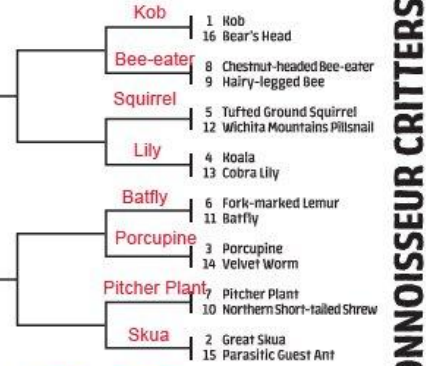 Kob
1 Kob
16 Bear's Head
Bee-eater
8 Chestnut-headed Bee-eater
9 Hairy-legged Bee
Squirrel
5 Tufted Ground Squirrel
12 Wichita Mountains Pillsnail
Lily
4 Koala
13 Cobra Lily
Batfly
6 Fork-marked Lemur
11 Batfly
Porcupine
3 Porcupine
14 Velvet Worm
Pitcher Plant
7 Pitcher Plant
10 Northern Short-tailed Shrew
Skua
2 Great Skua
15 Parasitic Guest Ant
ONNOISSEUR CRITTERS